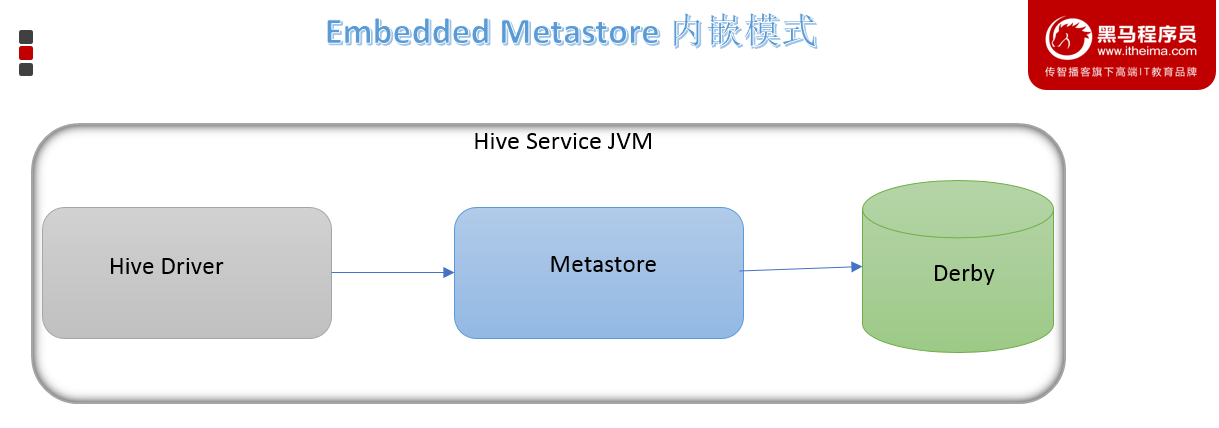 Embedded Metastore 内嵌模式
黑马程序员
www.itheima.com
传智播客旗下高端IT教育品牌
Hive Service JVM
Hive Driver
Metastore
Derby